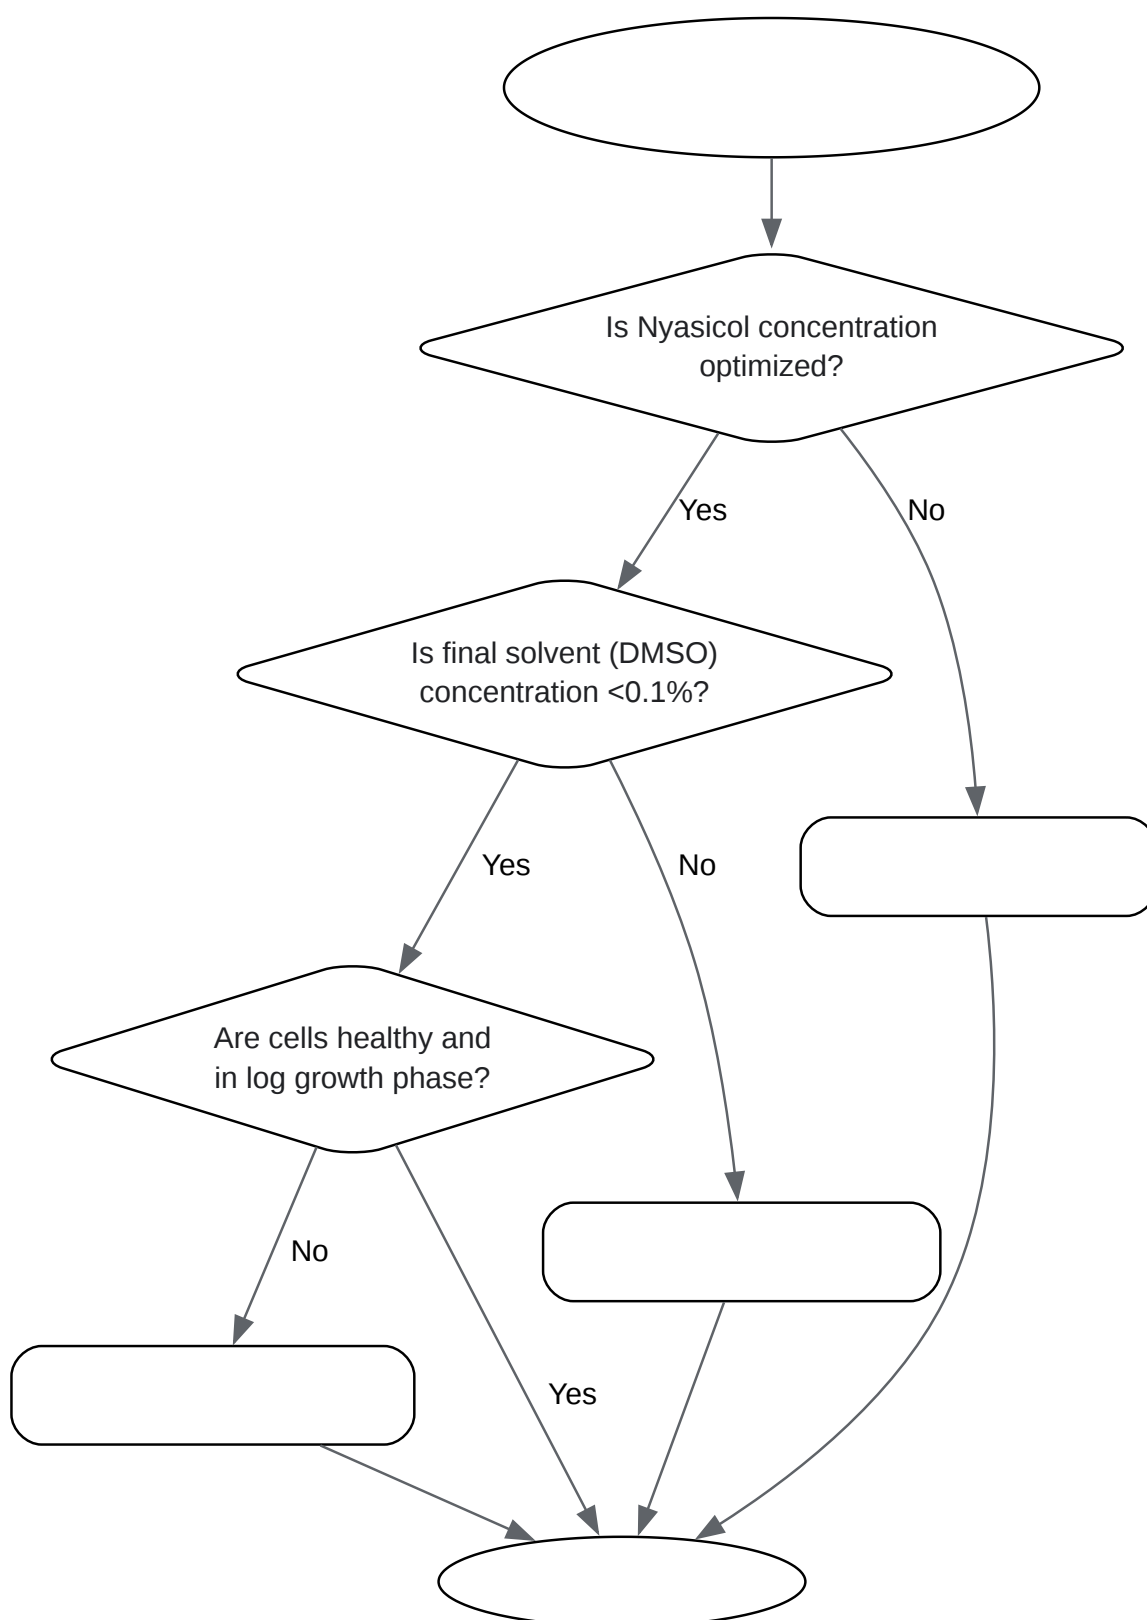 Is Nyasicol concentration
optimized?
Yes
No
Is final solvent (DMSO)
concentration <0.1%?
Yes
No
Are cells healthy and
in log growth phase?
No
Yes